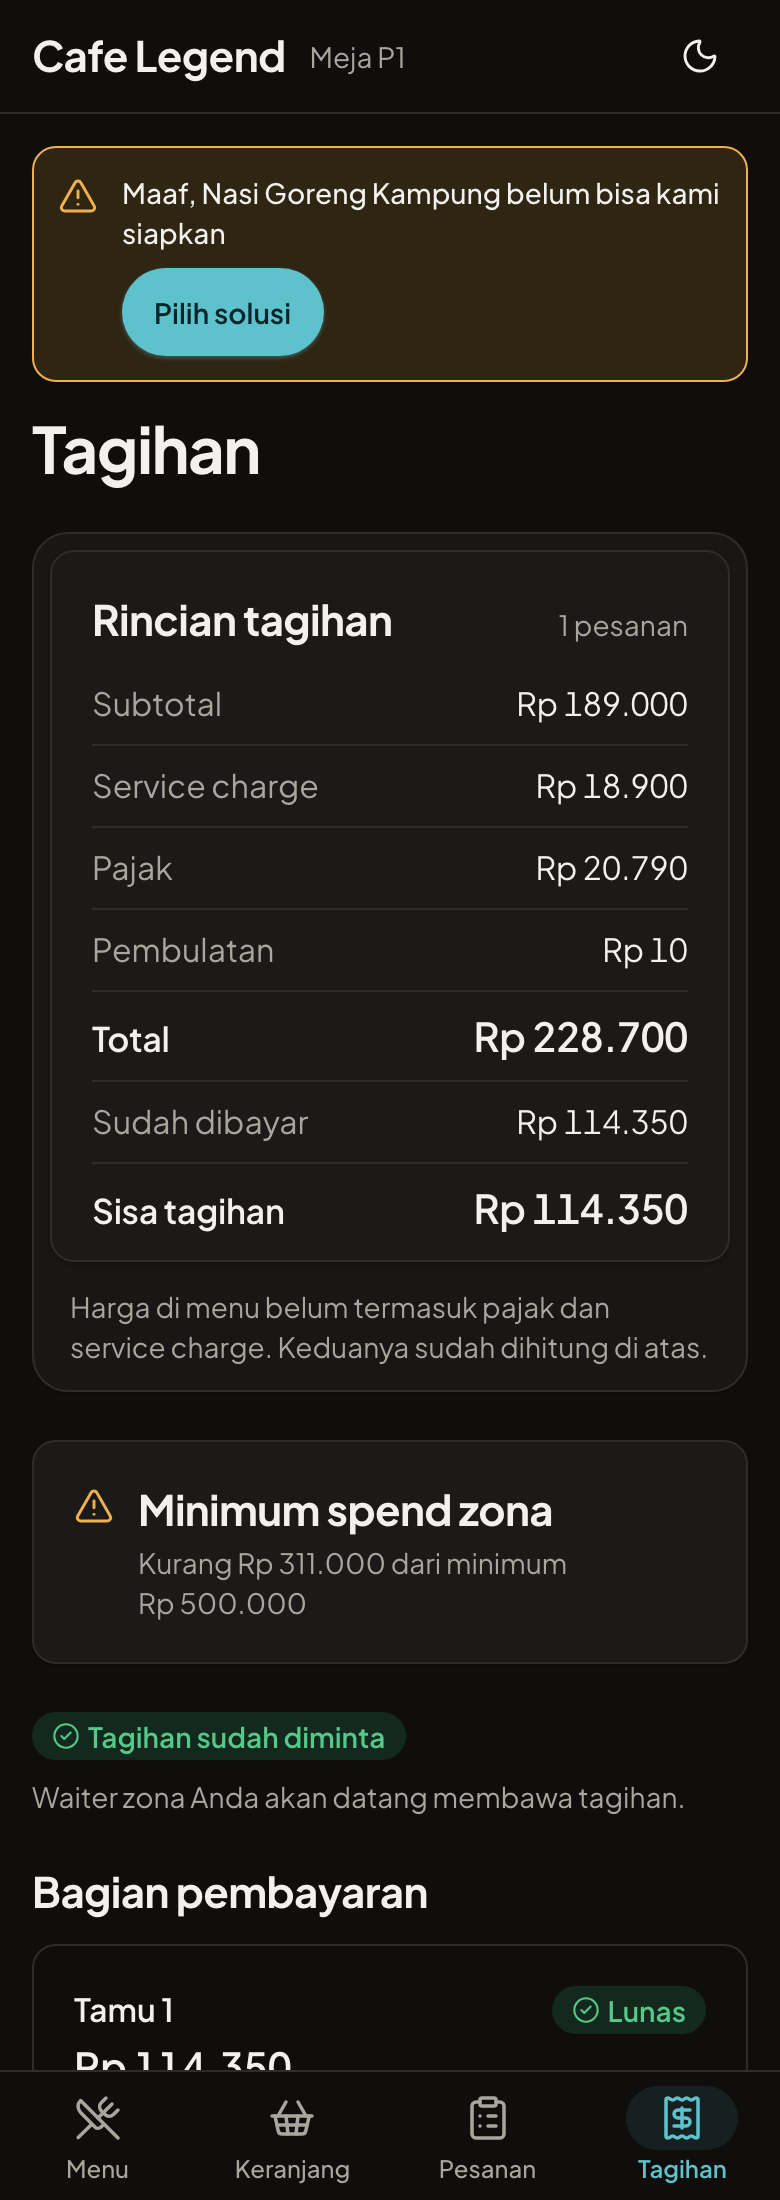 Cafe Legend Meja P1
Maaf, Nasi Goreng Kampung belum bisa kami
siapkan
Pilih solusi
Tagihan
Rincian tagihan 1 pesanan
Subtotal Rp 189.000
Service charge Rp 18.900
Pajak Rp 20.790
Pembulatan Rp 10
Total Rp 228.700
Sudah dibayar Rp 114.350
Sisa tagihan Rp 114.350
Harga di menu belum termasuk pajak dan
service charge. Keduanya sudah dihitung di atas.
Minimum spend zona
Kurang Rp 311.000 dari minimum
Rp 500.000
Tagihan sudah diminta
Waiter zona Anda akan datang membawa tagihan.
Bagian pembayaran
Tamu 1 Lunas
Rp 114.350
Menu Keranjang Pesanan Tagihan